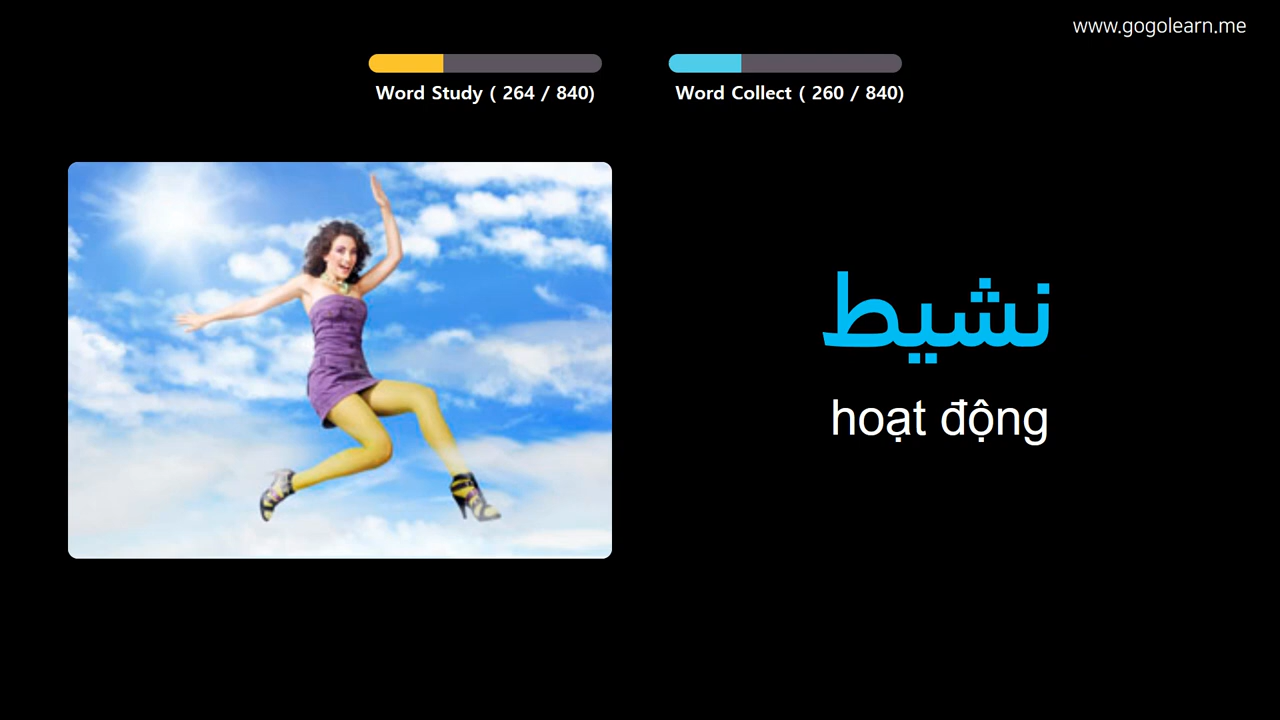 www.gogolearn.me
Word Study ( 264 / 840)
Word Collect ( 260 / 840)
نشيط
hoạt động